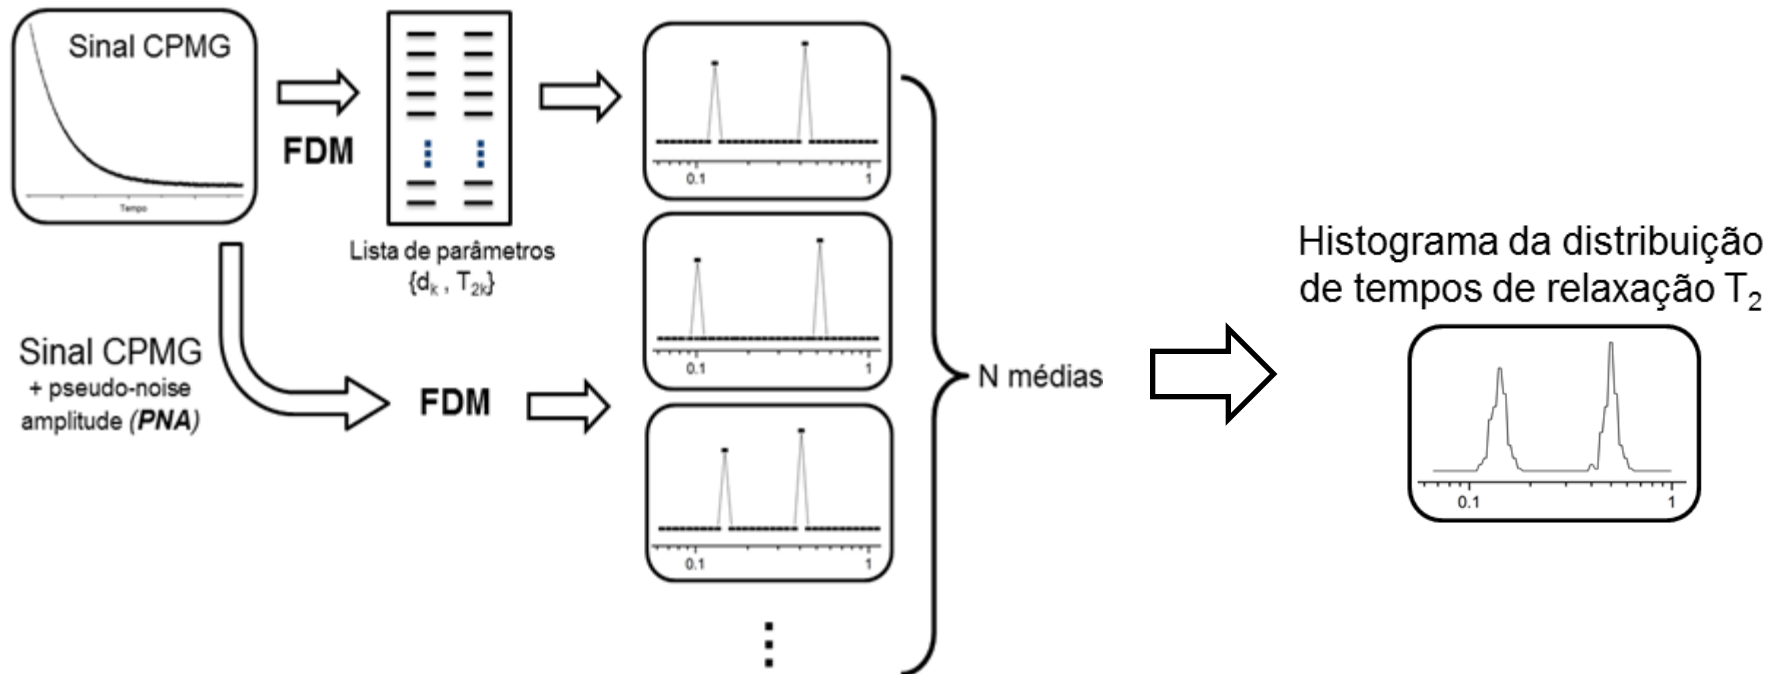 Sinal CPMG
Tempo
FDM
Lista de parâmetros
{dk , T2k}
0.1 1
Sinal CPMG
+ pseudo-noise
amplitude (PNA)
FDM
0.1 1
0.1 1
N médias
Histograma da distribuição
de tempos de relaxação T2
0.1 1